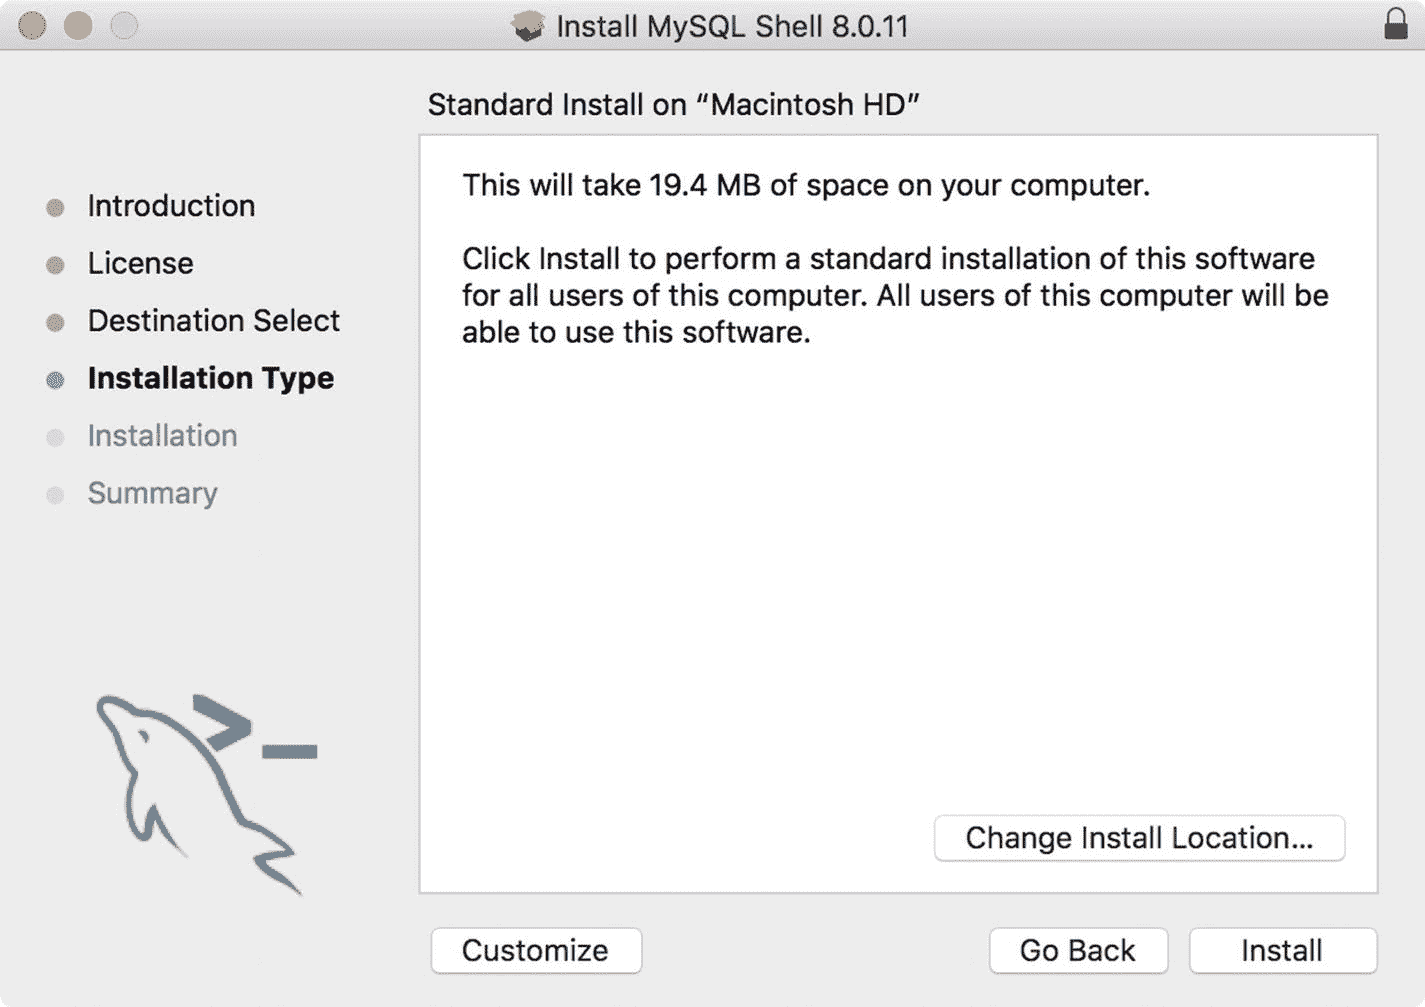 Install MySQL Shell 8.0.11
Standard Install on “Macintosh HD”
Introduction
License
Destination Select
Installation Type
Installation
Summary
This will take 19.4 MB of space on your computer.
Click Install to perform a standard installation of this software
for all users of this computer. All users of this computer will be
able to use this software.
Change Install Location...
Customize
Go Back
Install